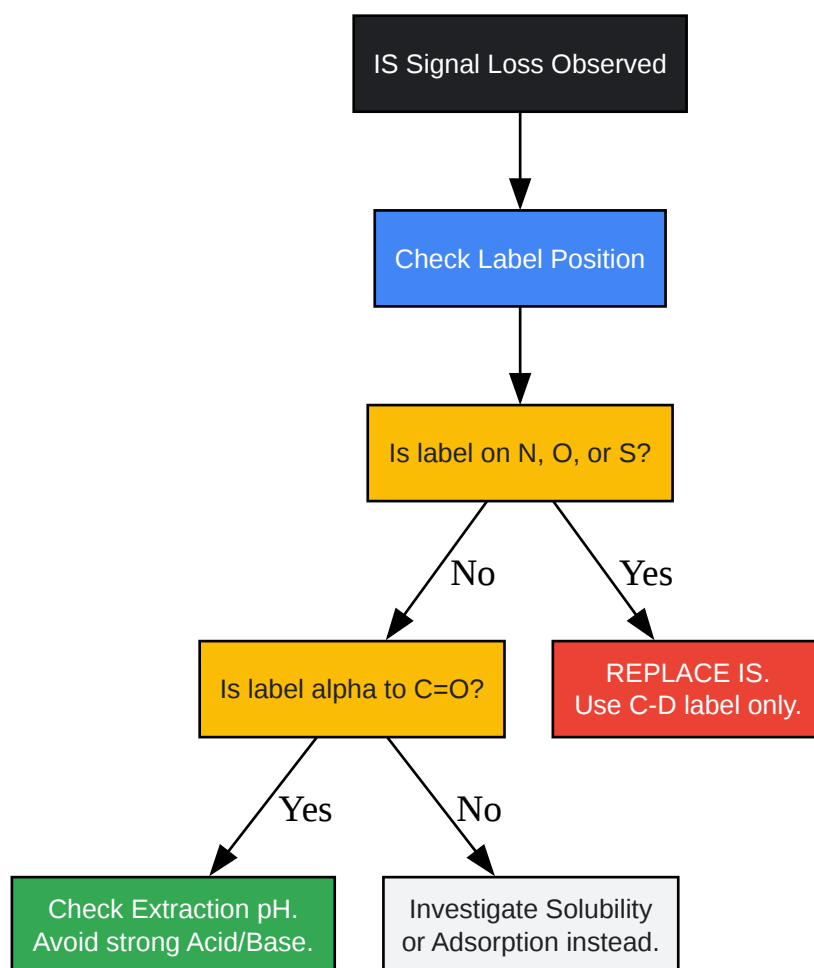 IS Signal Loss Observed
Check Label Position
Is label on N, O, or S?
No
Yes
Is label alpha to C=O?
REPLACE IS.
Use C-D label only.
Yes
No
Check Extraction pH.
Avoid strong Acid/Base.
Investigate Solubility
or Adsorption instead.